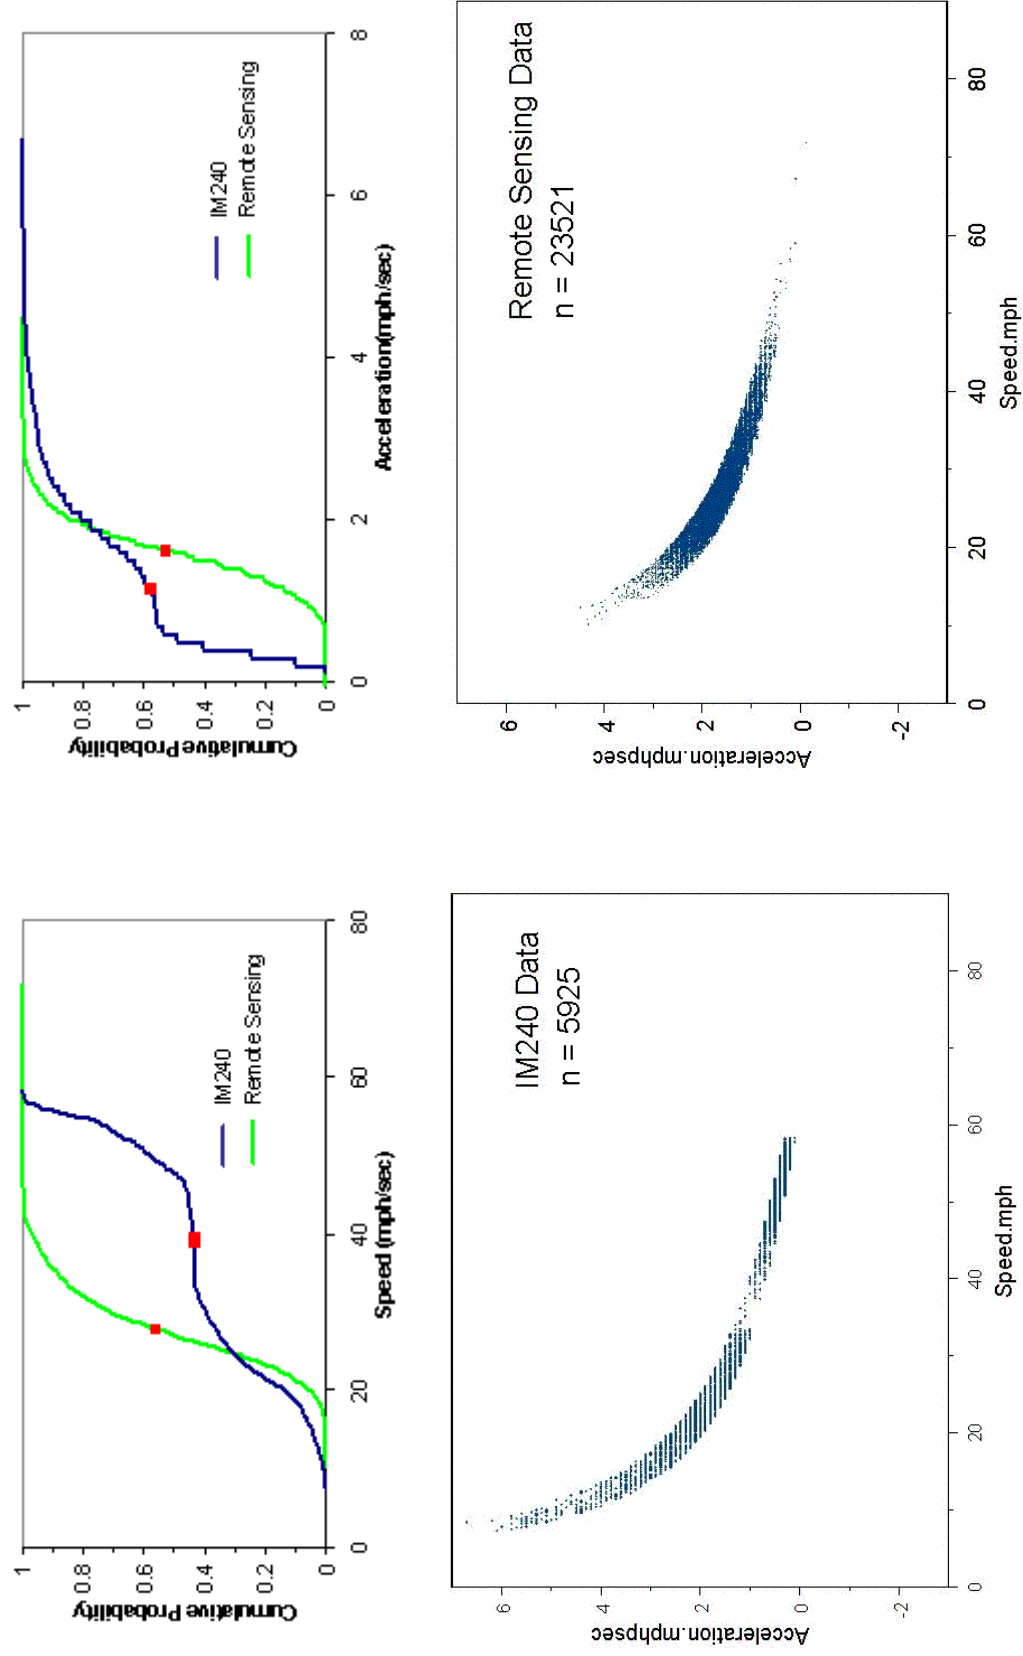 1
0.8
0.6
0.4
0.2
0
Cumulative Probability
0
20
40
60
80
Speed (mph/sec)
IM240
Remote Sensing
1
0.8
0.6
0.4
0.2
0
Cumulative Probability
0
2
4
6
8
Acceleration(mph/sec)
IM240
Remote Sensing
IM240 Data
n = 5925
6
4
2
0
-2
Acceleration.mphpsec
0
20
40
60
80
Speed.mph
Remote Sensing Data
n = 23521
6
4
2
0
-2
Acceleration.mphpsec
0
20
40
60
80
Speed.mph